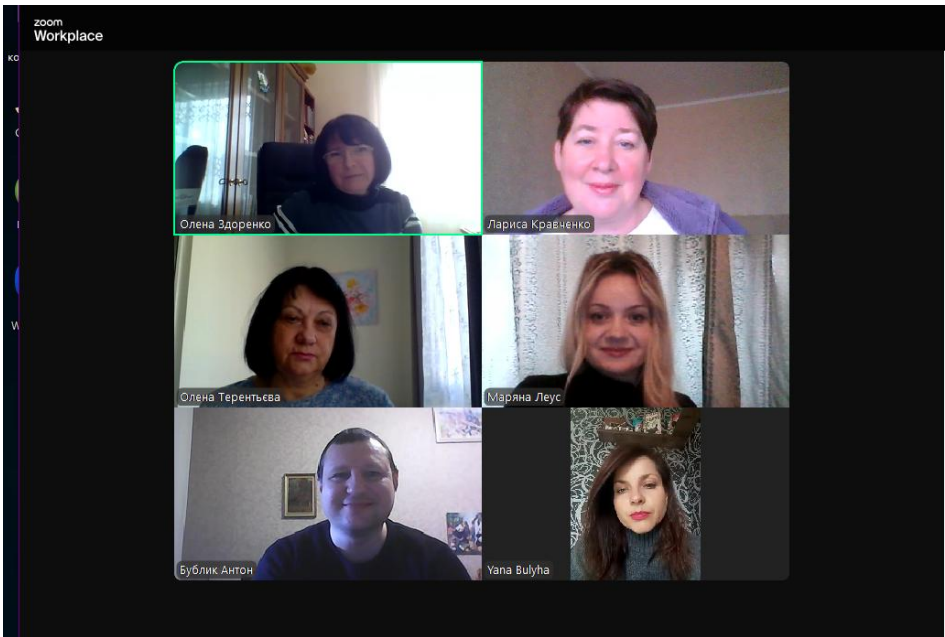 zoom
Workplace
Олена Здоренко
Лариса Кравченко
Олена Терентьєва
Маряна Леус
Бублик Антон
Yana Bulyha